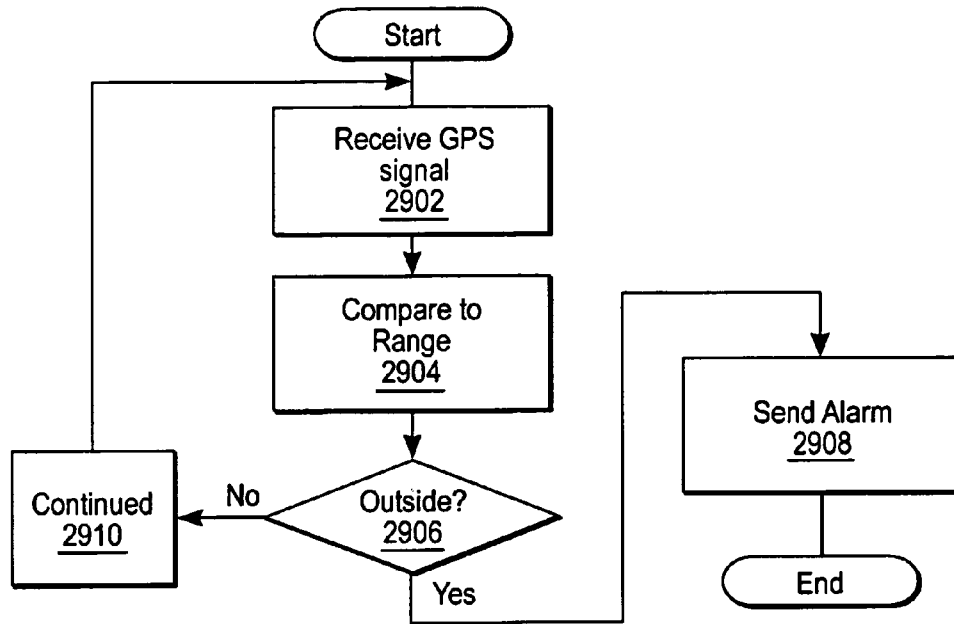 Start
Receive GPS
signal
2902
Compare to
Range
2904
Outside?
2906
No
Continued
2910
Yes
Send Alarm
2908
End